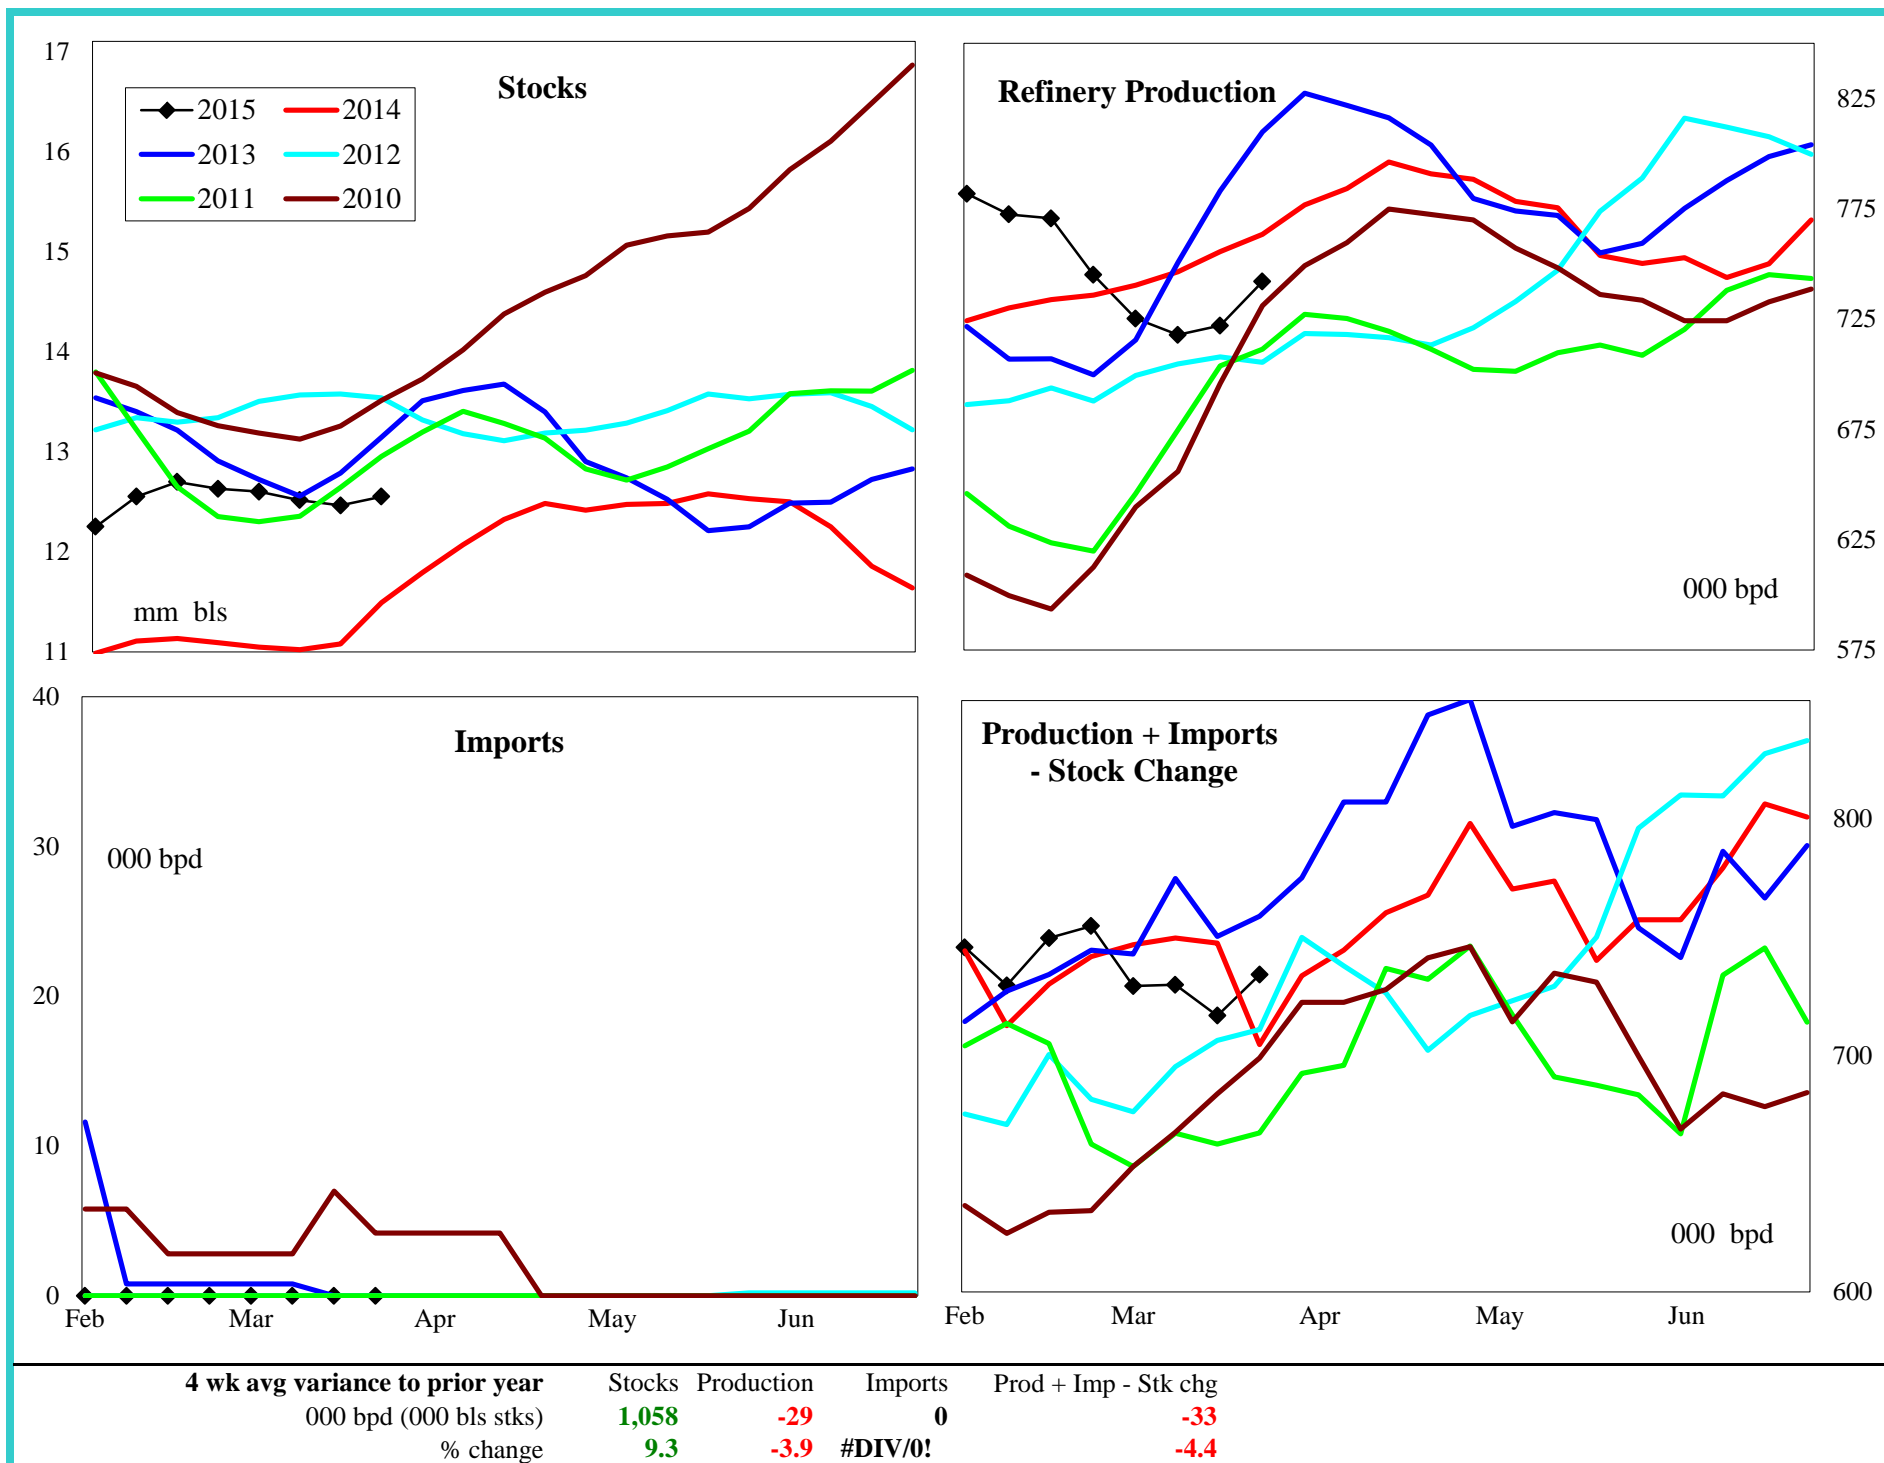 Stocks
17
16
15
14
13
12
11
2015 2014
2013 2012
2011 2010
mm bls
Refinery Production
825
775
725
675
625
575
000 bpd
Imports
40
30
20
10
0
000 bpd
Feb Mar Apr May Jun
Production + Imports
- Stock Change
800
700
600
000 bpd
Feb Mar Apr May Jun
4 wk avg variance to prior year Stocks Production Imports Prod + Imp - Stk chg
000 bpd (000 bls stks) 1,058 -29 0 -33
% change 9.3 -3.9 #DIV/0! -4.4